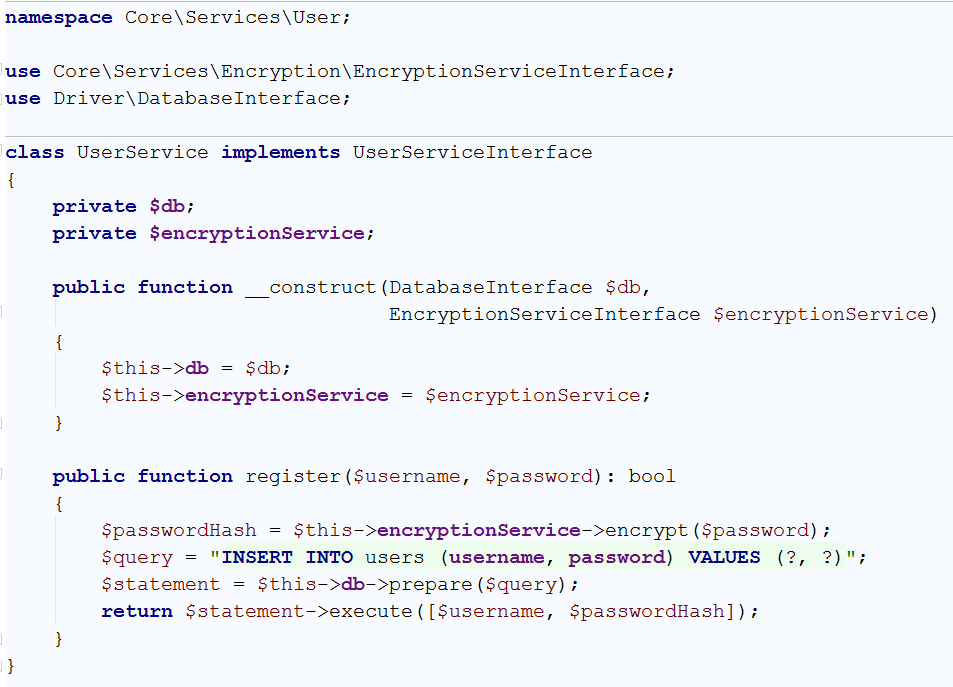 namespace Core\Services\User;
use Core\Services\Encryption\EncryptionServiceInterface;
use Driver\DatabaseInterface;
class UserService implements UserServiceInterface
{
private $db;
private $encryptionService;
public function __construct(DatabaseInterface $db,
EncryptionServiceInterface $encryptionService)
{
$this->db = $db;
$this->encryptionService = $encryptionService;
}
public function register($username, $password): bool
{
$passwordHash = $this->encryptionService->encrypt($password);
$query = "INSERT INTO users (username, password) VALUES (?, ?)";
$statement = $this->db->prepare($query);
return $statement->execute([$username, $passwordHash]);
}
}